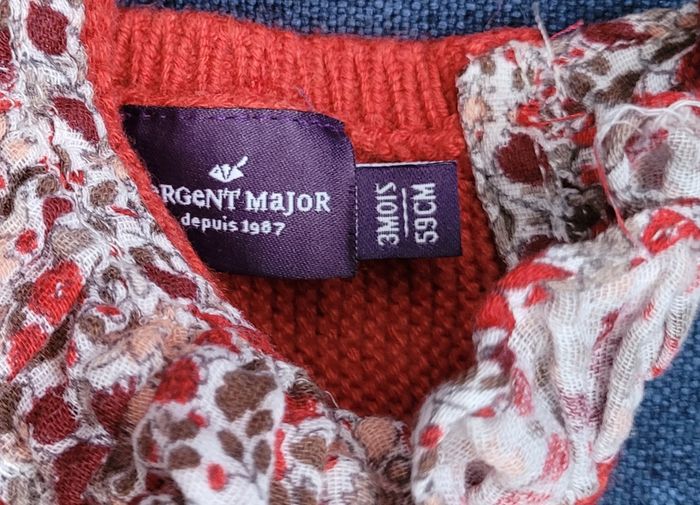 ERGeNT MaJoR
depuis 1987
3MOIS
59CM